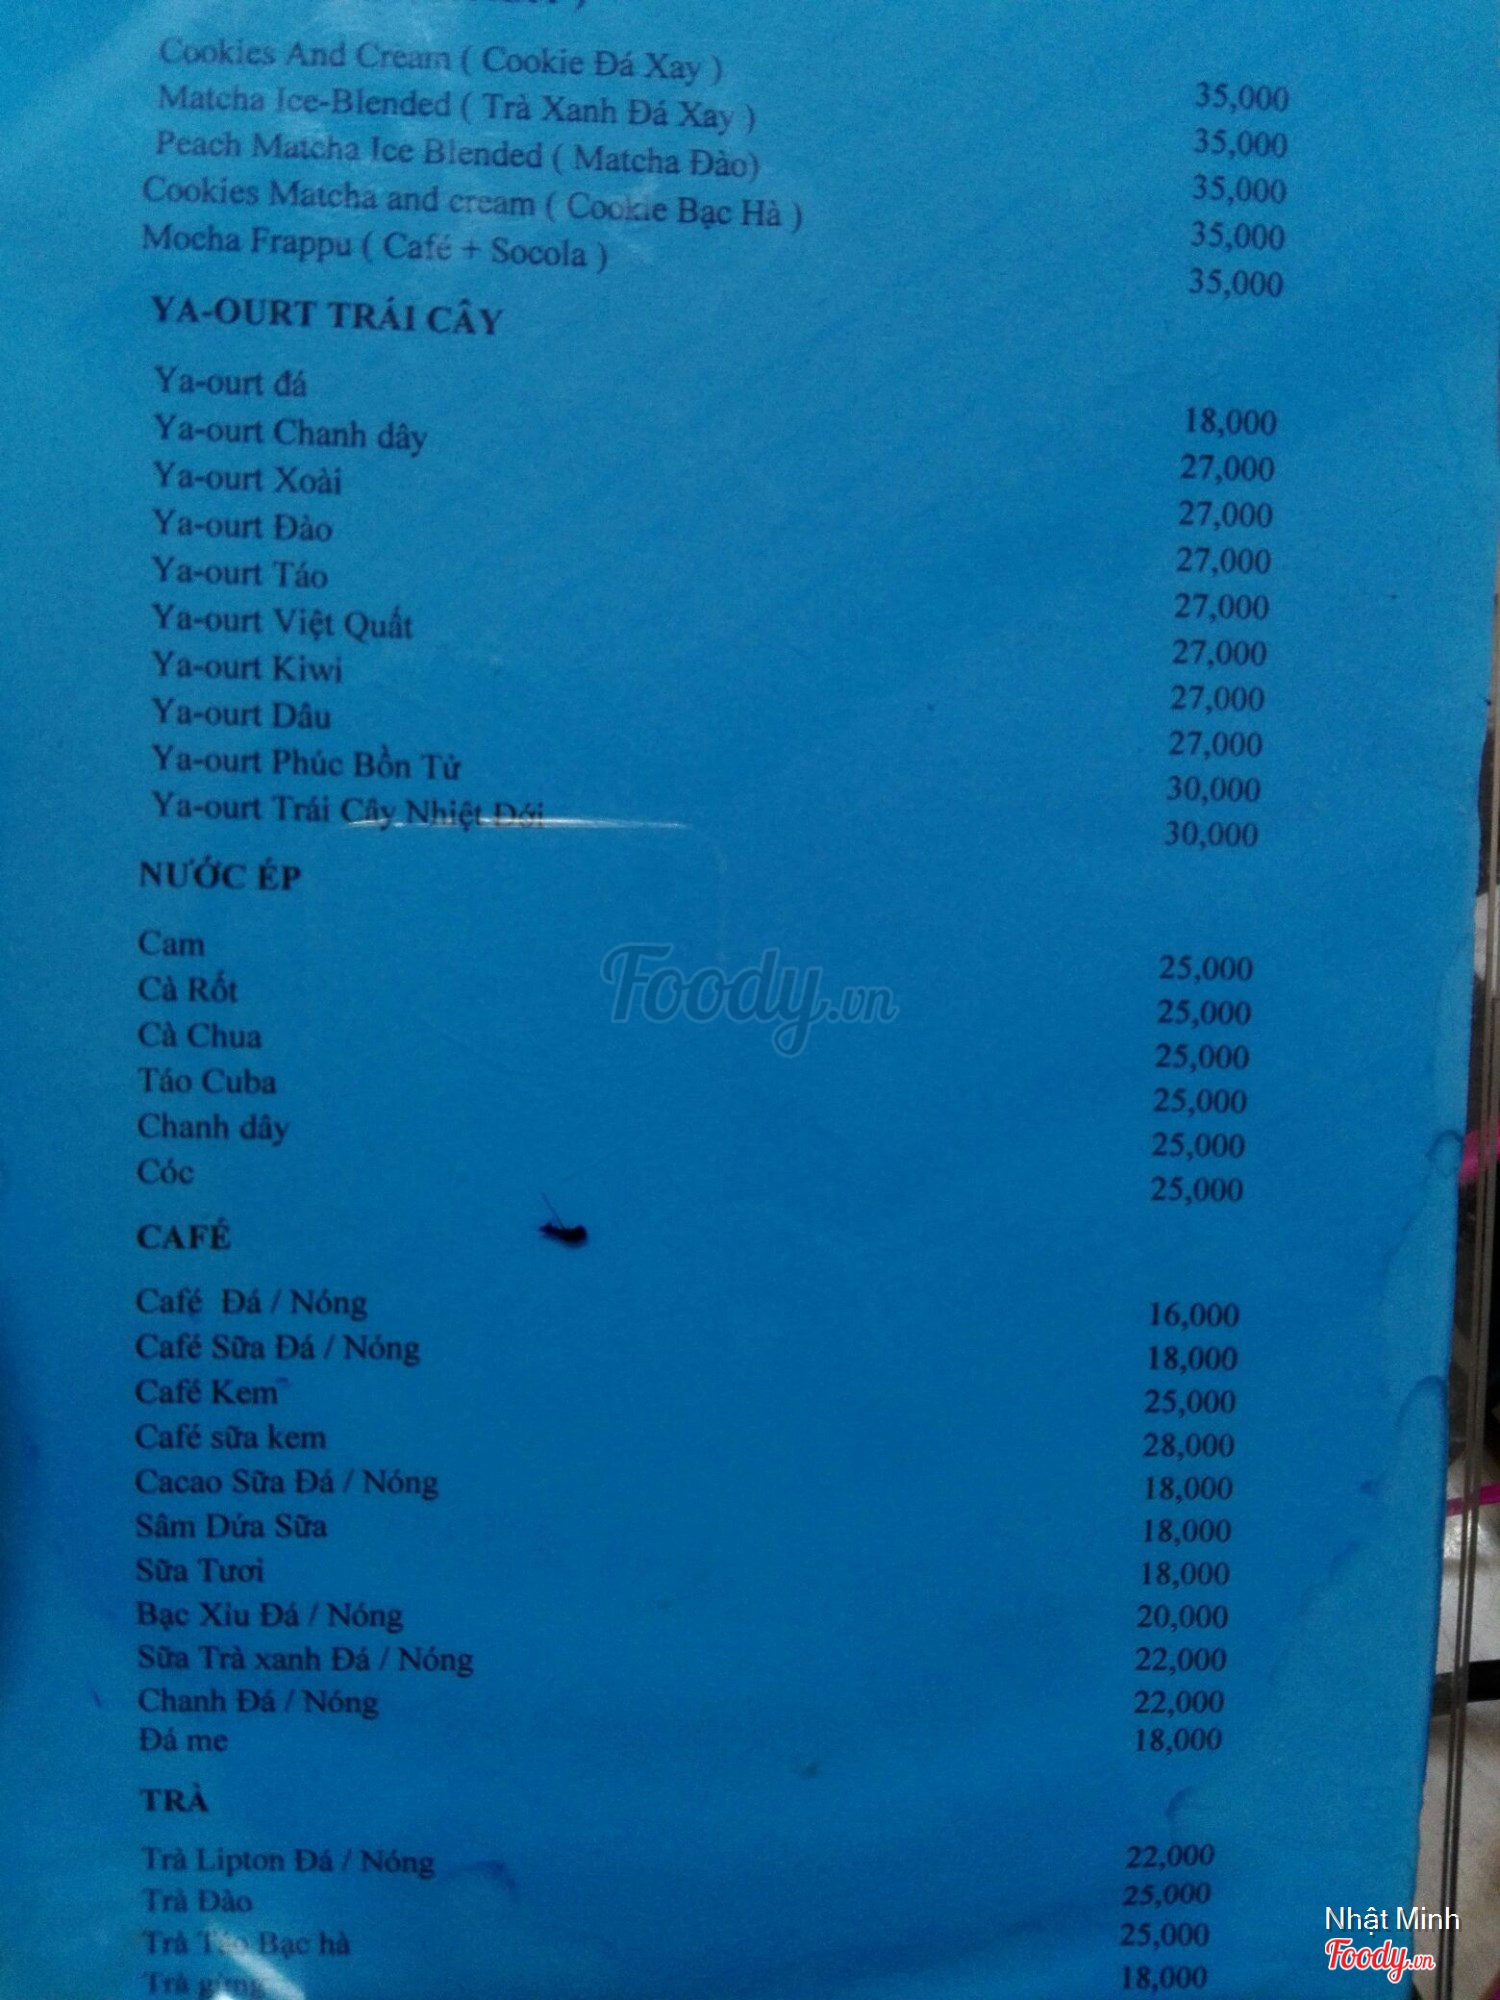 Cookies And Cream ( Cookie Đá Xay ) 35,000
Matcha Ice-Blended ( Trà Xanh Đá Xay ) 35,000
Peach Matcha Ice Blended ( Matcha Đào) 35,000
Cookies Matcha and cream ( Cookie Bạc Hà ) 35,000
Mocha Frappu ( Café + Socola ) 35,000
YA-OURT TRÁI CÂY
Ya-ourt đá 18,000
Ya-ourt Chanh dây 27,000
Ya-ourt Xoài 27,000
Ya-ourt Đào 27,000
Ya-ourt Táo 27,000
Ya-ourt Việt Quất 27,000
Ya-ourt Kiwi 27,000
Ya-ourt Dâu 27,000
Ya-ourt Phúc Bồn Tử 30,000
Ya-ourt Trái Cây Nhiệt Đới 30,000
NƯỚC ÉP
Cam 25,000
Cà Rốt 25,000
Cà Chua 25,000
Táo Cuba 25,000
Chanh dây 25,000
Cóc 25,000
Foody.vn
CAFÉ
Café Đá / Nóng 16,000
Café Sữa Đá / Nóng 18,000
Café Kem 25,000
Café sữa kem 28,000
Cacao Sữa Đá / Nóng 18,000
Sâm Dứa Sữa 18,000
Sữa Tươi 18,000
Bạc Xỉu Đá / Nóng 20,000
Sữa Trà xanh Đá / Nóng 22,000
Chanh Đá / Nóng 22,000
Đá me 18,000
TRÀ
Trà Lipton Đá / Nóng 22,000
Trà Đào 25,000
Trà Táo Bạc hà 25,000
Trà gừng 18,000
Nhật Minh
Foody.vn